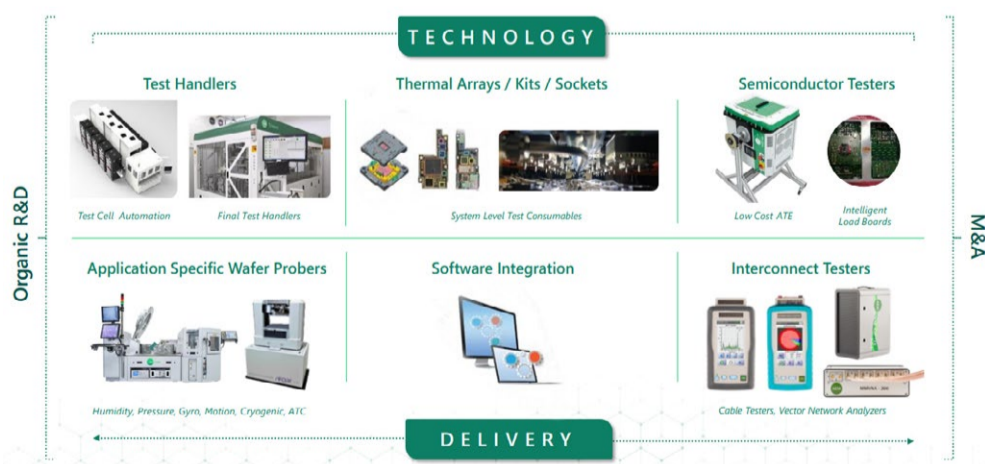 TECHNOLOGY
Test Handlers
Thermal Arrays / Kits / Sockets
Semiconductor Testers
Test Cell Automation
Final Test Handlers
System Level Test Consumables
Low Cost ATE
Intelligent
Load Boards
Organic R&D
M&A
Application Specific Wafer Probers
Software Integration
Interconnect Testers
Humidity, Pressure, Gyro, Motion, Cryogenic, ATC
Cable Testers, Vector Network Analyzers
DELIVERY